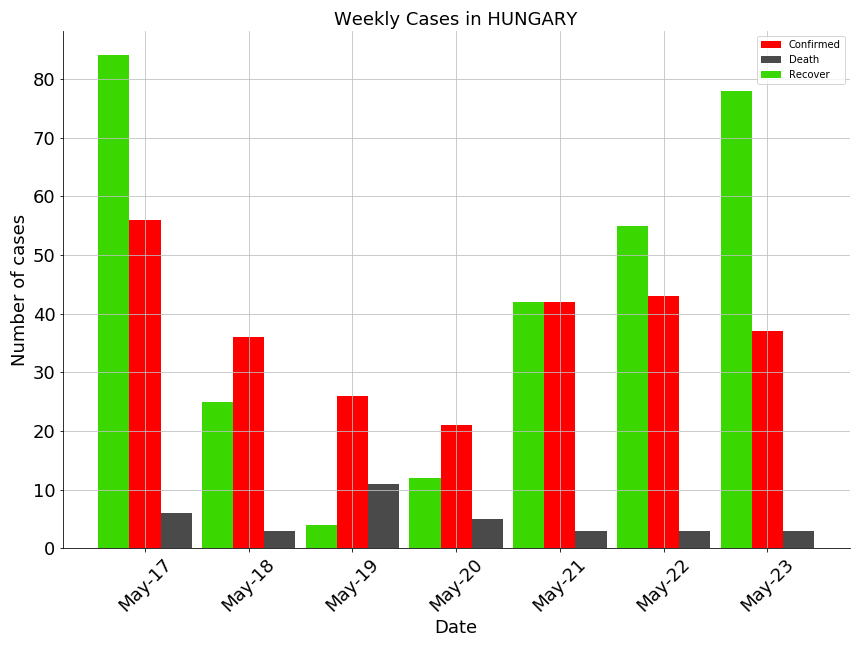 Weekly Cases in HUNGARY
Confirmed
Death
Recover
Number of cases
80
70
60
50
40
30
20
10
0
May-17
May-18
May-19
May-20
May-21
May-22
May-23
Date